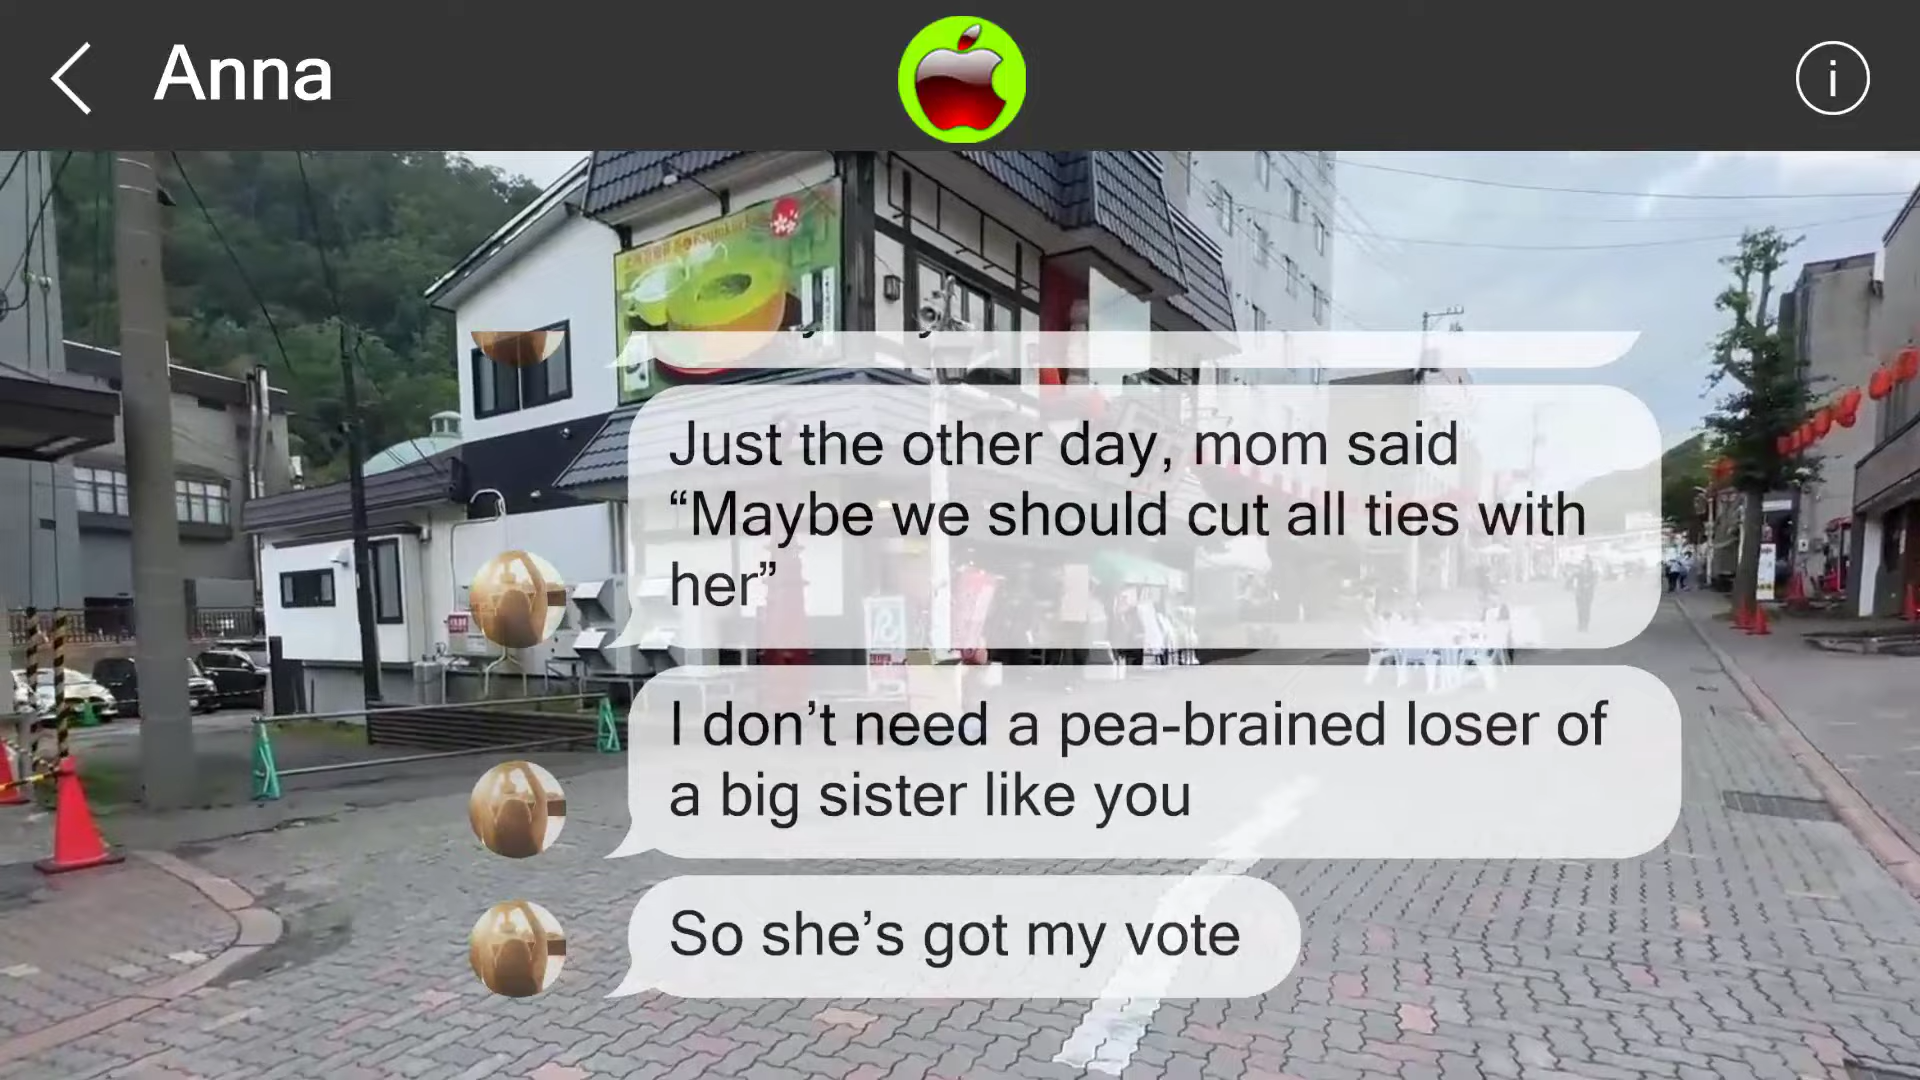 Anna
Just the other day, mom said
“Maybe we should cut all ties with
her”
I don’t need a pea-brained loser of
a big sister like you
So she’s got my vote